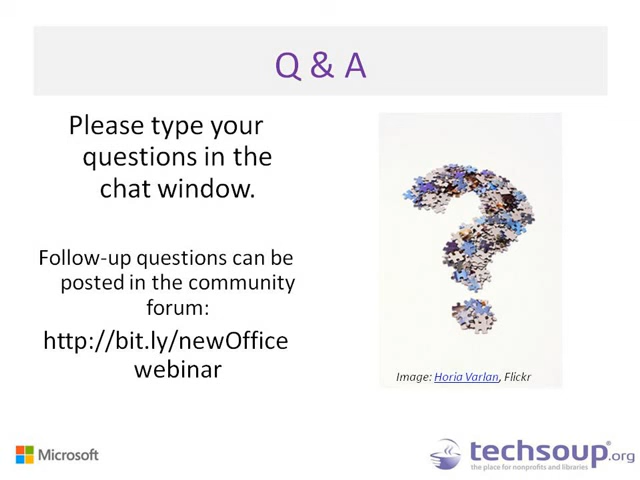 Q & A
Please type your
questions in the
chat window.
Follow-up questions can be
posted in the community
forum:
http://bit.ly/newOffice
webinar
Image: Horia Varlan, Flickr
Microsoft
techsoup.org
the place for nonprofits and libraries